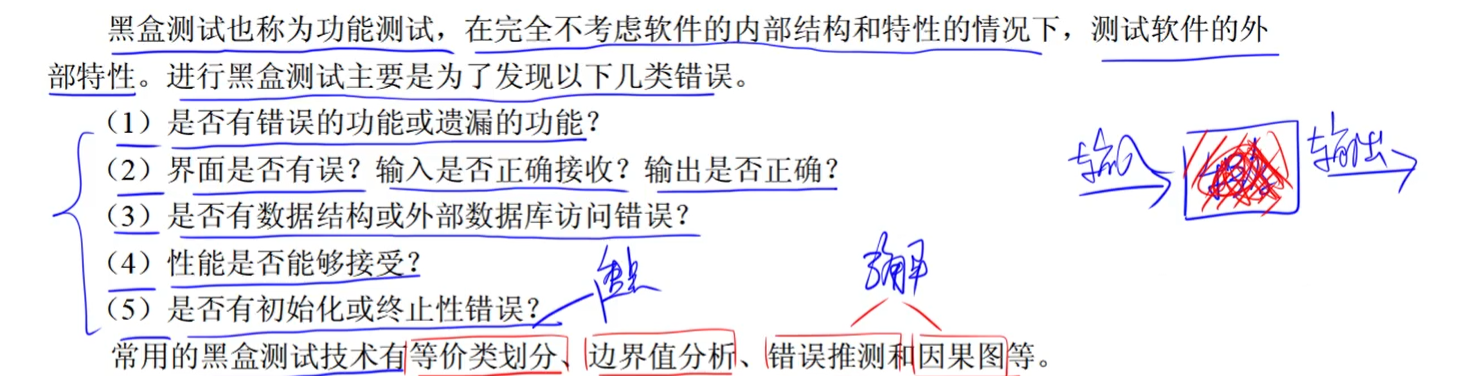 黑盒测试也称为功能测试，在完全不考虑软件的内部结构和特性的情况下，测试软件的外
部特性。进行黑盒测试主要是为了发现以下几类错误。
（1）是否有错误的功能或遗漏的功能？
（2）界面是否有误？输入是否正确接收？输出是否正确？
输入
输出
（3）是否有数据结构或外部数据库访问错误？
（4）性能是否能够接受？
重点
了解
（5）是否有初始化或终止性错误？
常用的黑盒测试技术有等价类划分、边界值分析、错误推测和因果图等。